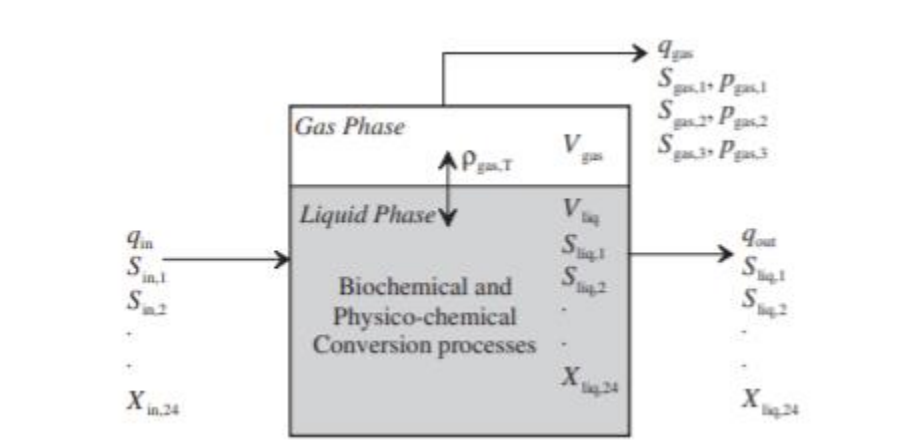 q_gas
S_gas,1, p_gas,1
S_gas,2, p_gas,2
S_gas,3, p_gas,3
Gas Phase
V_gas
ρ_gas,T
Liquid Phase
V_liq
S_liq,1
S_liq,2
.
.
X_liq,24
Biochemical and
Physico-chemical
Conversion processes
q_in
S_in,1
S_in,2
.
.
X_in,24
q_out
S_liq,1
S_liq,2
.
.
X_liq,24